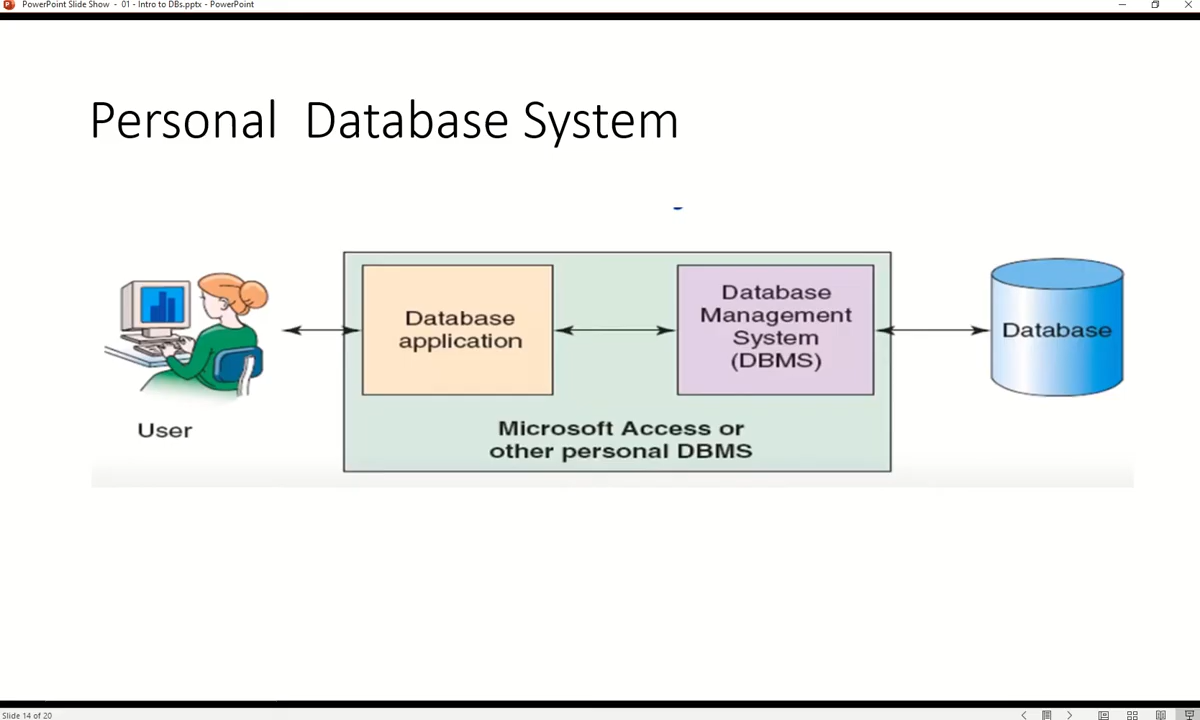 PowerPoint Slide Show - 01 - Intro to DBs.pptx - PowerPoint
Personal Database System
Database
application
Database
Management
System
(DBMS)
Database
User
Microsoft Access or
other personal DBMS
Slide 14 of 20